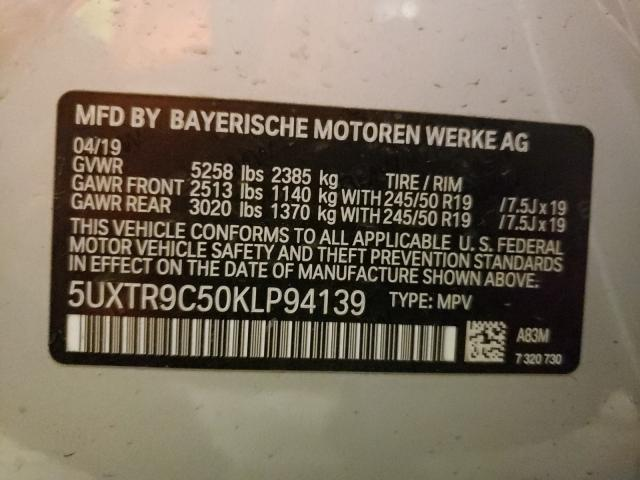 MFD BY BAYERISCHE MOTOREN WERKE AG
04/19
GVWR 5258 lbs 2385 kg TIRE / RIM
GAWR FRONT 2513 lbs 1140 kg WITH 245/50 R19 /7.5J x 19
GAWR REAR 3020 lbs 1370 kg WITH 245/50 R19 /7.5J x 19
THIS VEHICLE CONFORMS TO ALL APPLICABLE U. S. FEDERAL
MOTOR VEHICLE SAFETY AND THEFT PREVENTION STANDARDS
IN EFFECT ON THE DATE OF MANUFACTURE SHOWN ABOVE.
5UXTR9C50KLP94139 TYPE: MPV
A83M
7 320 730